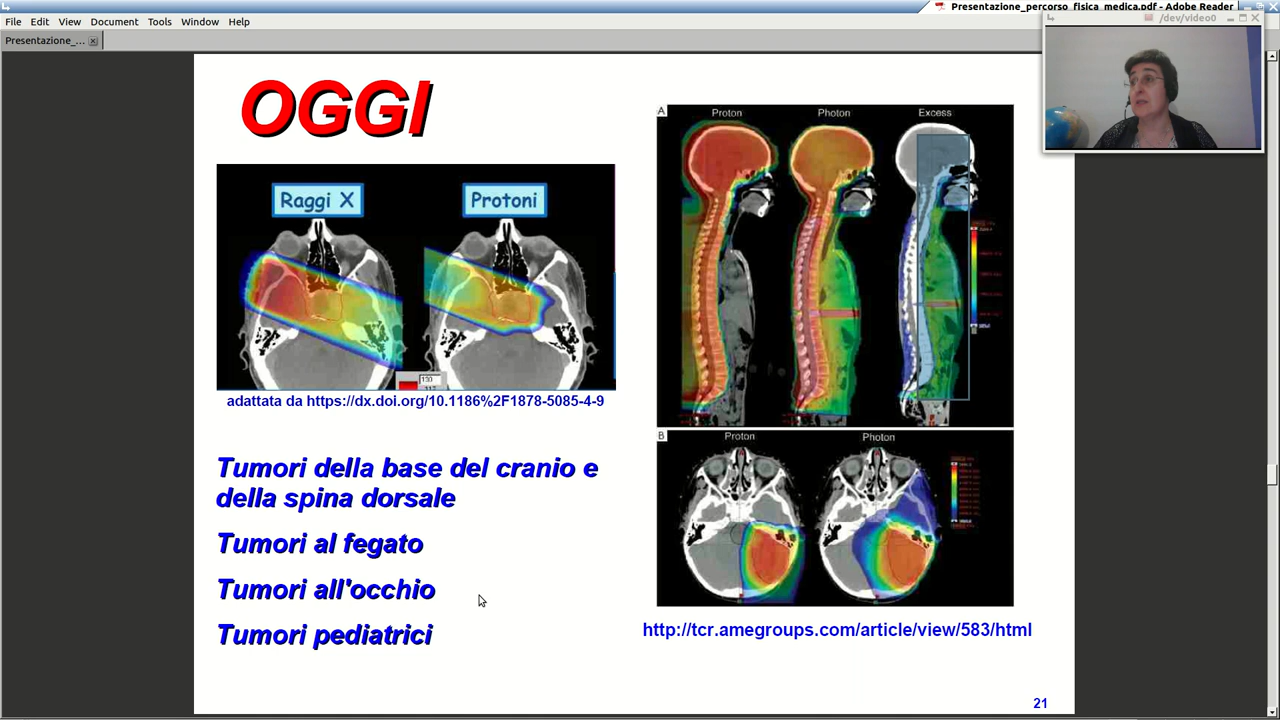 Presentazione_percorso_fisica_medica.pdf - Adobe Reader
File Edit View Document Tools Window Help
/dev/video0
Presentazione_...
OGGI
A
Proton Photon Excess
Raggi X Protoni
130
adattata da https://dx.doi.org/10.1186%2F1878-5085-4-9
B
Proton Photon
Tumori della base del cranio e
della spina dorsale
Tumori al fegato
Tumori all'occhio
Tumori pediatrici
http://tcr.amegroups.com/article/view/583/html
21